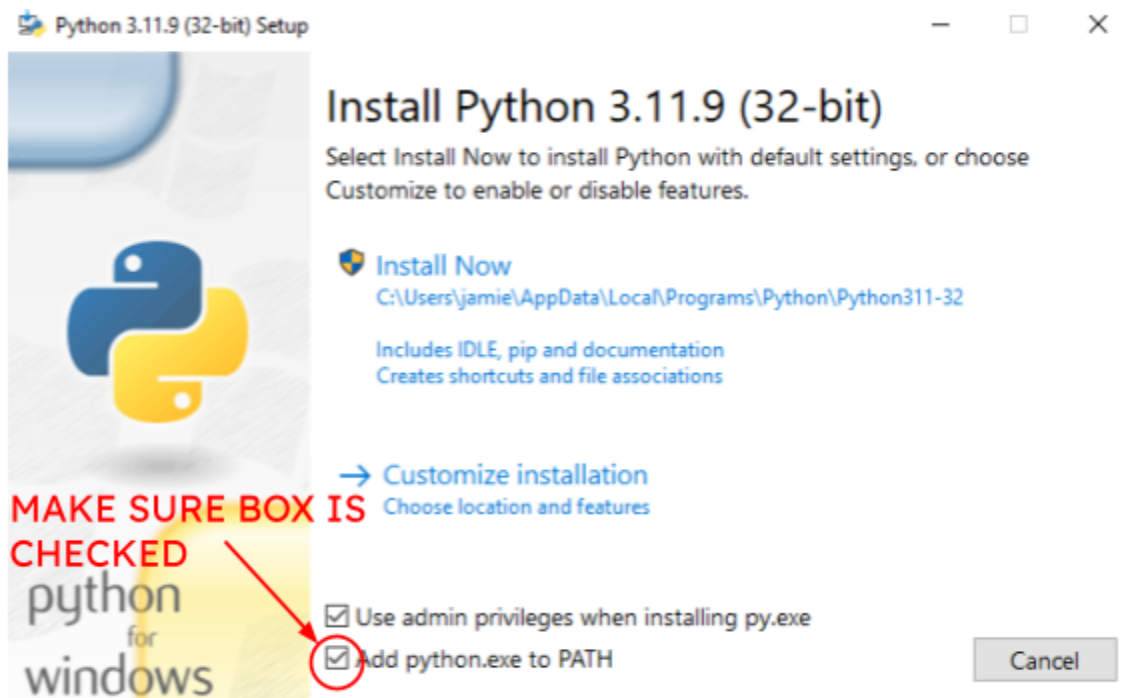 Python 3.11.9 (32-bit) Setup
Install Python 3.11.9 (32-bit)
Select Install Now to install Python with default settings, or choose
Customize to enable or disable features.
Install Now
C:\Users\jamie\AppData\Local\Programs\Python\Python311-32
Includes IDLE, pip and documentation
Creates shortcuts and file associations
Customize installation
Choose location and features
MAKE SURE BOX IS
CHECKED
python
for
windows
Use admin privileges when installing py.exe
Add python.exe to PATH
Cancel